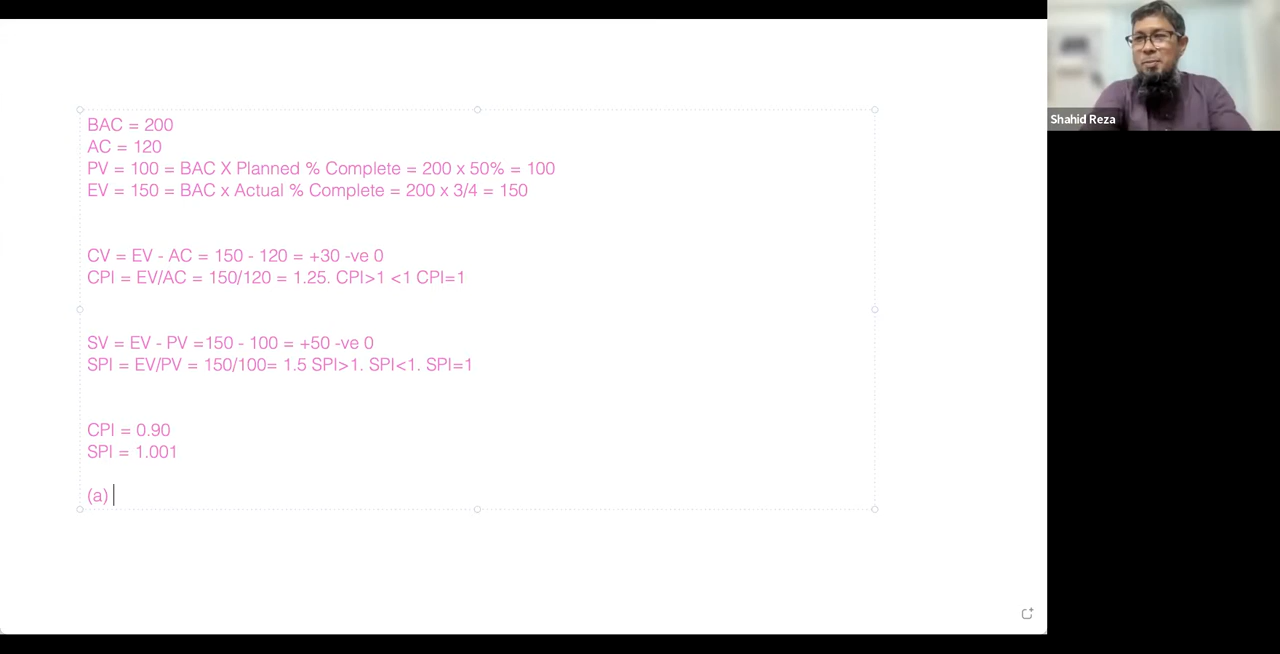 BAC = 200
AC = 120
PV = 100 = BAC X Planned % Complete = 200 x 50% = 100
EV = 150 = BAC x Actual % Complete = 200 x 3/4 = 150
CV = EV - AC = 150 - 120 = +30 -ve 0
CPI = EV/AC = 150/120 = 1.25. CPI>1 <1 CPI=1
SV = EV - PV =150 - 100 = +50 -ve 0
SPI = EV/PV = 150/100= 1.5 SPI>1. SPI<1. SPI=1
CPI = 0.90
SPI = 1.001
(a)
Shahid Reza